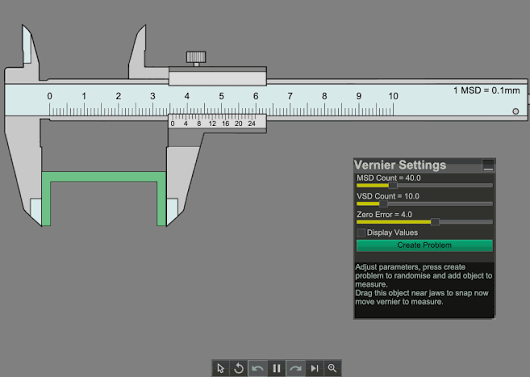 0 1 2 3 4 5 6 7 8 9 10
1 MSD = 0.1mm
0 4 8 12 16 20 24
Vernier Settings
MSD Count = 40.0
VSD Count = 10.0
Zero Error = 4.0
Display Values
Create Problem
Adjust parameters, press create
problem to randomise and add object to
measure.
Drag this object near jaws to snap now
move vernier to measure.